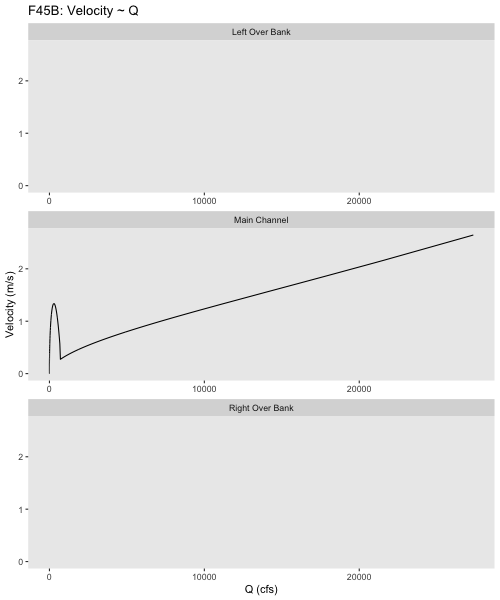 F45B: Velocity ~ Q
Left Over Bank
2
1
0
0 10000 20000
Main Channel
2
1
0
0 10000 20000
Velocity (m/s)
Right Over Bank
2
1
0
0 10000 20000
Q (cfs)